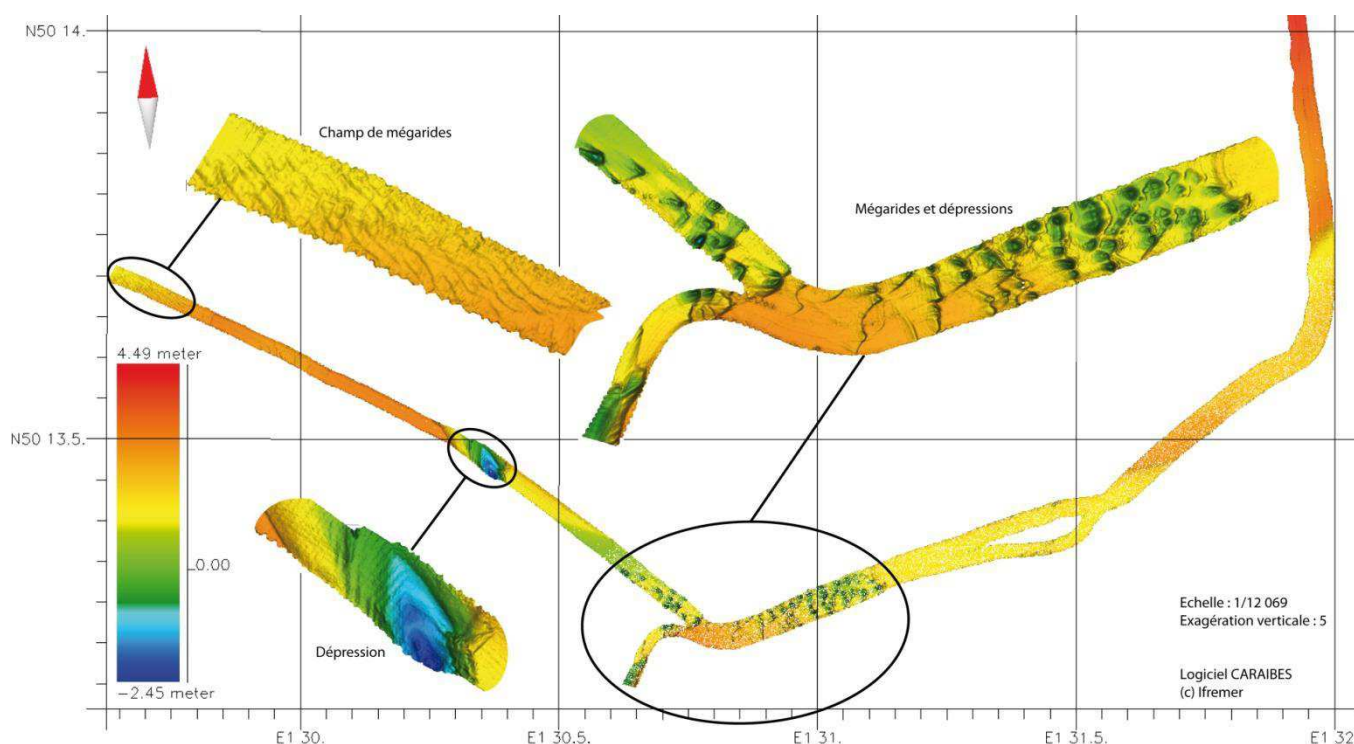 N50 14.
Champ de mégarides
Mégarides et dépressions
4.49 meter
N50 13.5
0.00
Dépression
−2.45 meter
Echelle : 1/12 069
Exagération verticale : 5
Logiciel CARAIBES
(c) Ifremer
E1 30.
E1 30.5
E1 31.
E1 31.5
E1 32